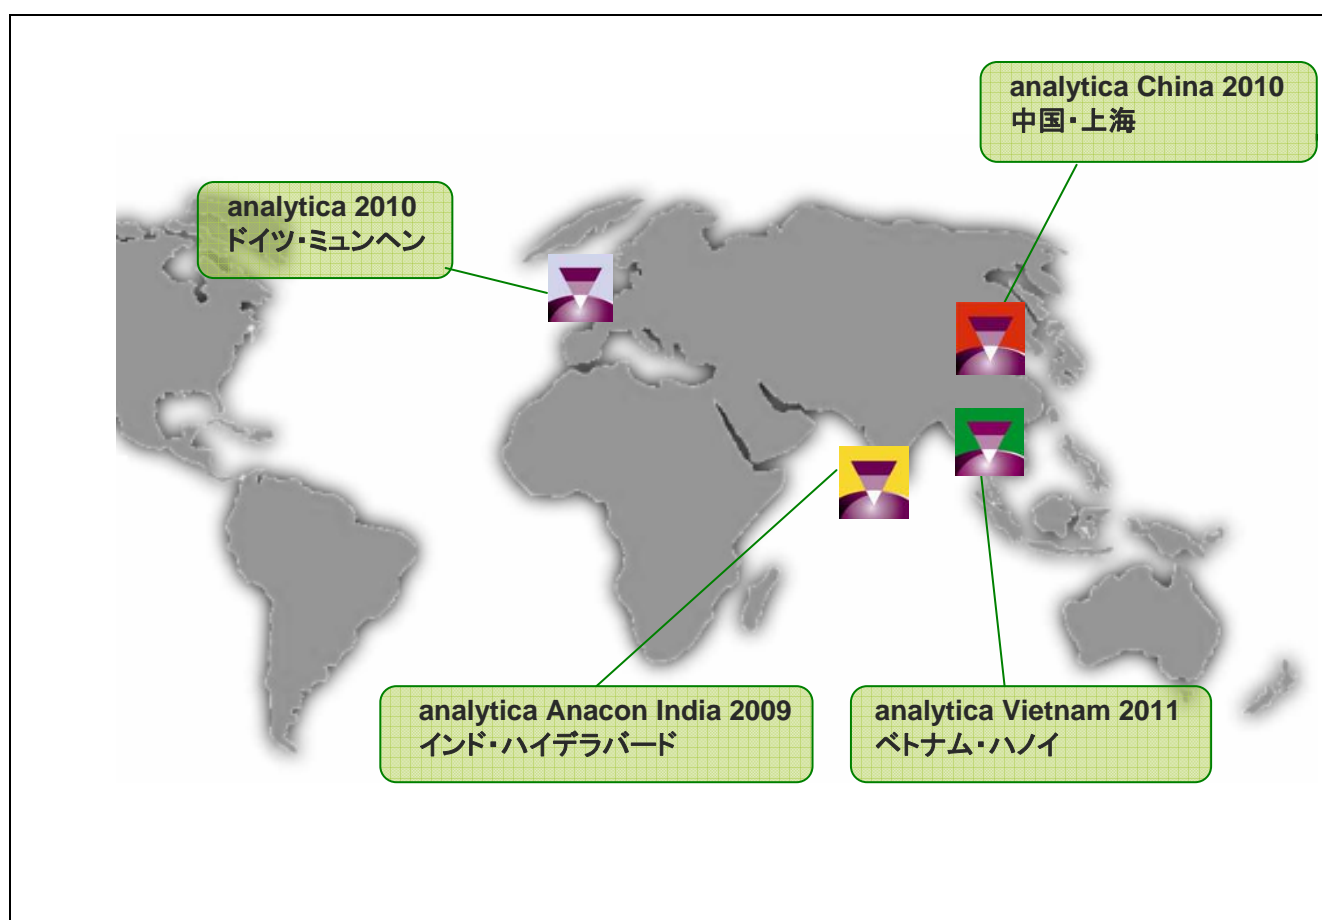 analytica China 2010
中国・上海
analytica 2010
ドイツ・ミュンヘン
analytica Anacon India 2009
インド・ハイデラバード
analytica Vietnam 2011
ベトナム・ハノイ